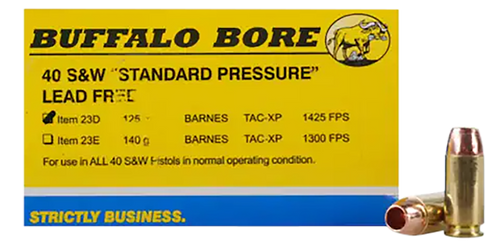 BUFFALO BORE
40 S&W "STANDARD PRESSURE"
LEAD FREE
Item 23D 125 BARNES TAC-XP 1425 FPS
Item 23E 140 g BARNES TAC-XP 1300 FPS
For use in ALL 40 S&W Pistols in normal operating condition.
STRICTLY BUSINESS.